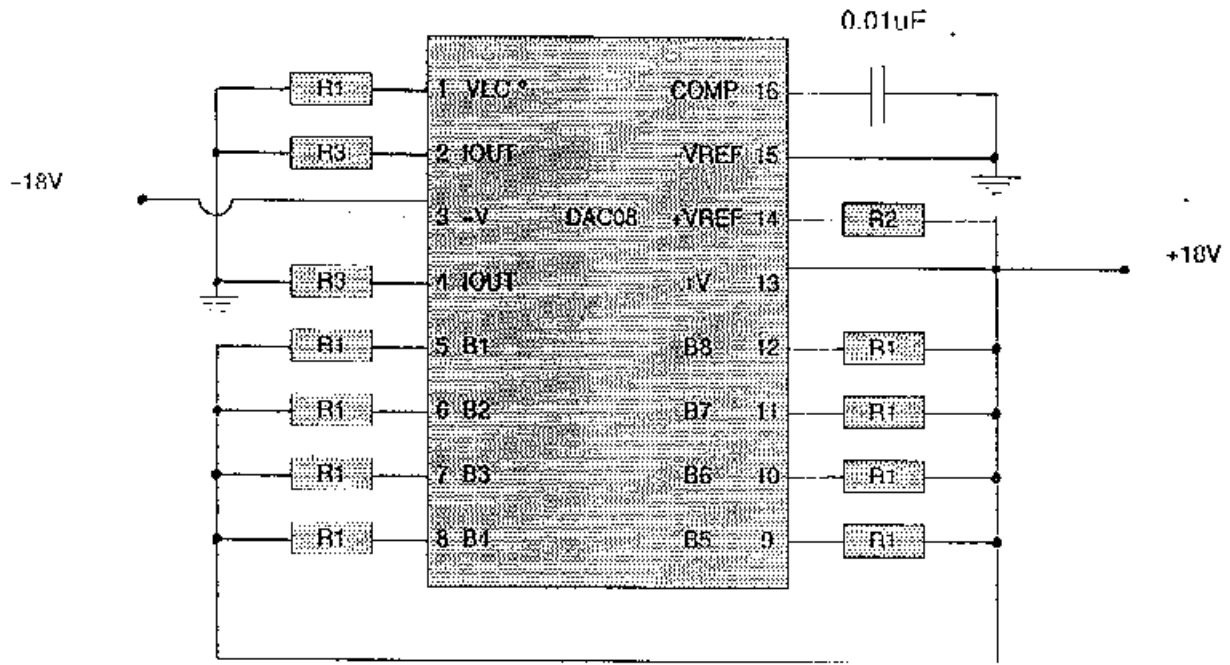 0.01uF
R1 1 VLC COMP 16
R3 2 IOUT -VREF 15
-18V
3 -V DAC08 +VREF 14 R2
+18V
R3 4 IOUT +V 13
R1 5 B1 B8 12 R1
R1 6 B2 B7 11 R1
R1 7 B3 B6 10 R1
R1 8 B4 B5 9 R1